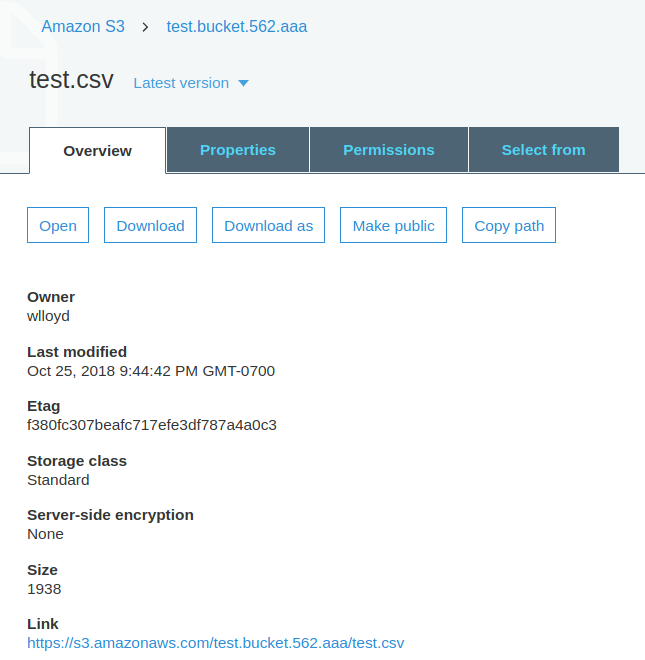 Amazon S3 > test.bucket.562.aaa
test.csv Latest version
Overview Properties Permissions Select from
Open Download Download as Make public Copy path
Owner
wlloyd
Last modified
Oct 25, 2018 9:44:42 PM GMT-0700
Etag
f380fc307beafc717efe3df787a4a0c3
Storage class
Standard
Server-side encryption
None
Size
1938
Link
https://s3.amazonaws.com/test.bucket.562.aaa/test.csv